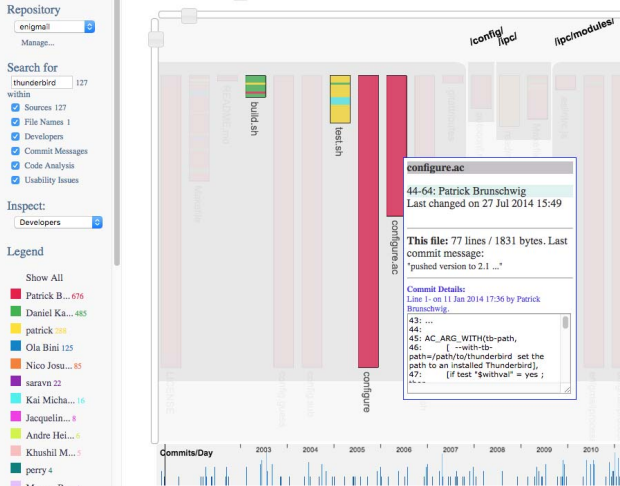 Repository
enigmail
Manage...
Search for
thunderbird 127
within
Sources 127
File Names 1
Developers
Commit Messages
Code Analysis
Usability Issues
Inspect:
Developers
Legend
Show All
Patrick B... 676
Daniel Ka... 485
patrick 288
Ola Bini 125
Nico Josu... 85
saravn 22
Kai Micha... 16
Jacquelin... 8
Andre Hei... 6
Khushil M... 5
perry 4
/config/
/ipc/
/ipc/modules/
build.sh
test.sh
configure.ac
configure
LICENSE
configure.ac
44-64: Patrick Brunschwig
Last changed on 27 Jul 2014 15:49
This file: 77 lines / 1831 bytes. Last
commit message:
"pushed version to 2.1 ..."
Commit Details:
Line 1- on 11 Jan 2014 17:36 by Patrick
Brunschwig.
43: ...
44:
45: AC_ARG_WITH(tb-path,
46: [ --with-tb-
path=/path/to/thunderbird set the
path to an installed Thunderbird],
47: [if test "$withval" = yes ;
then
Commits/Day
2003 2004 2005 2006 2007 2008 2009 2010